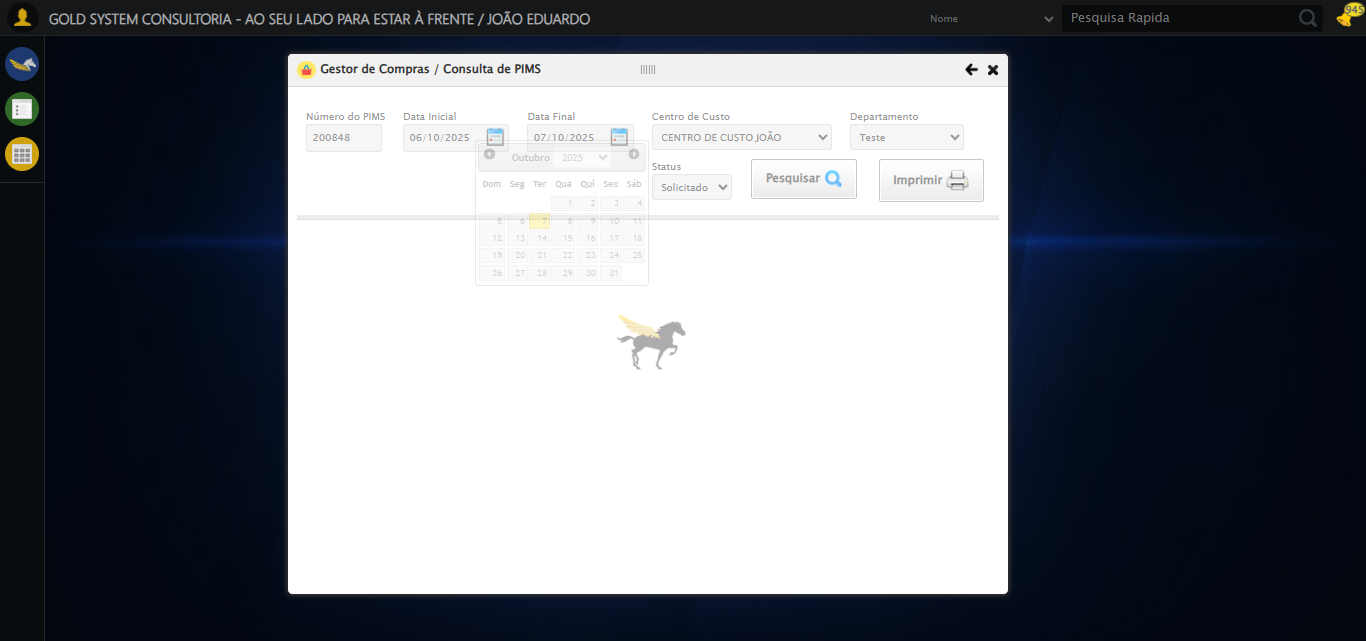 GOLD SYSTEM CONSULTORIA - AO SEU LADO PARA ESTAR À FRENTE / JOÃO EDUARDO
Nome
Pesquisa Rapida
945
Gestor de Compras / Consulta de PIMS
Número do PIMS
Data Inicial
Data Final
Centro de Custo
Departamento
200848
06/10/2025
07/10/2025
CENTRO DE CUSTO JOÃO
Teste
Outubro 2025
Status
Solicitado
Pesquisar
Imprimir
Dom Seg Ter Qua Qui Sex Sáb
1 2 3 4
5 6 7 8 9 10 11
12 13 14 15 16 17 18
19 20 21 22 23 24 25
26 27 28 29 30 31